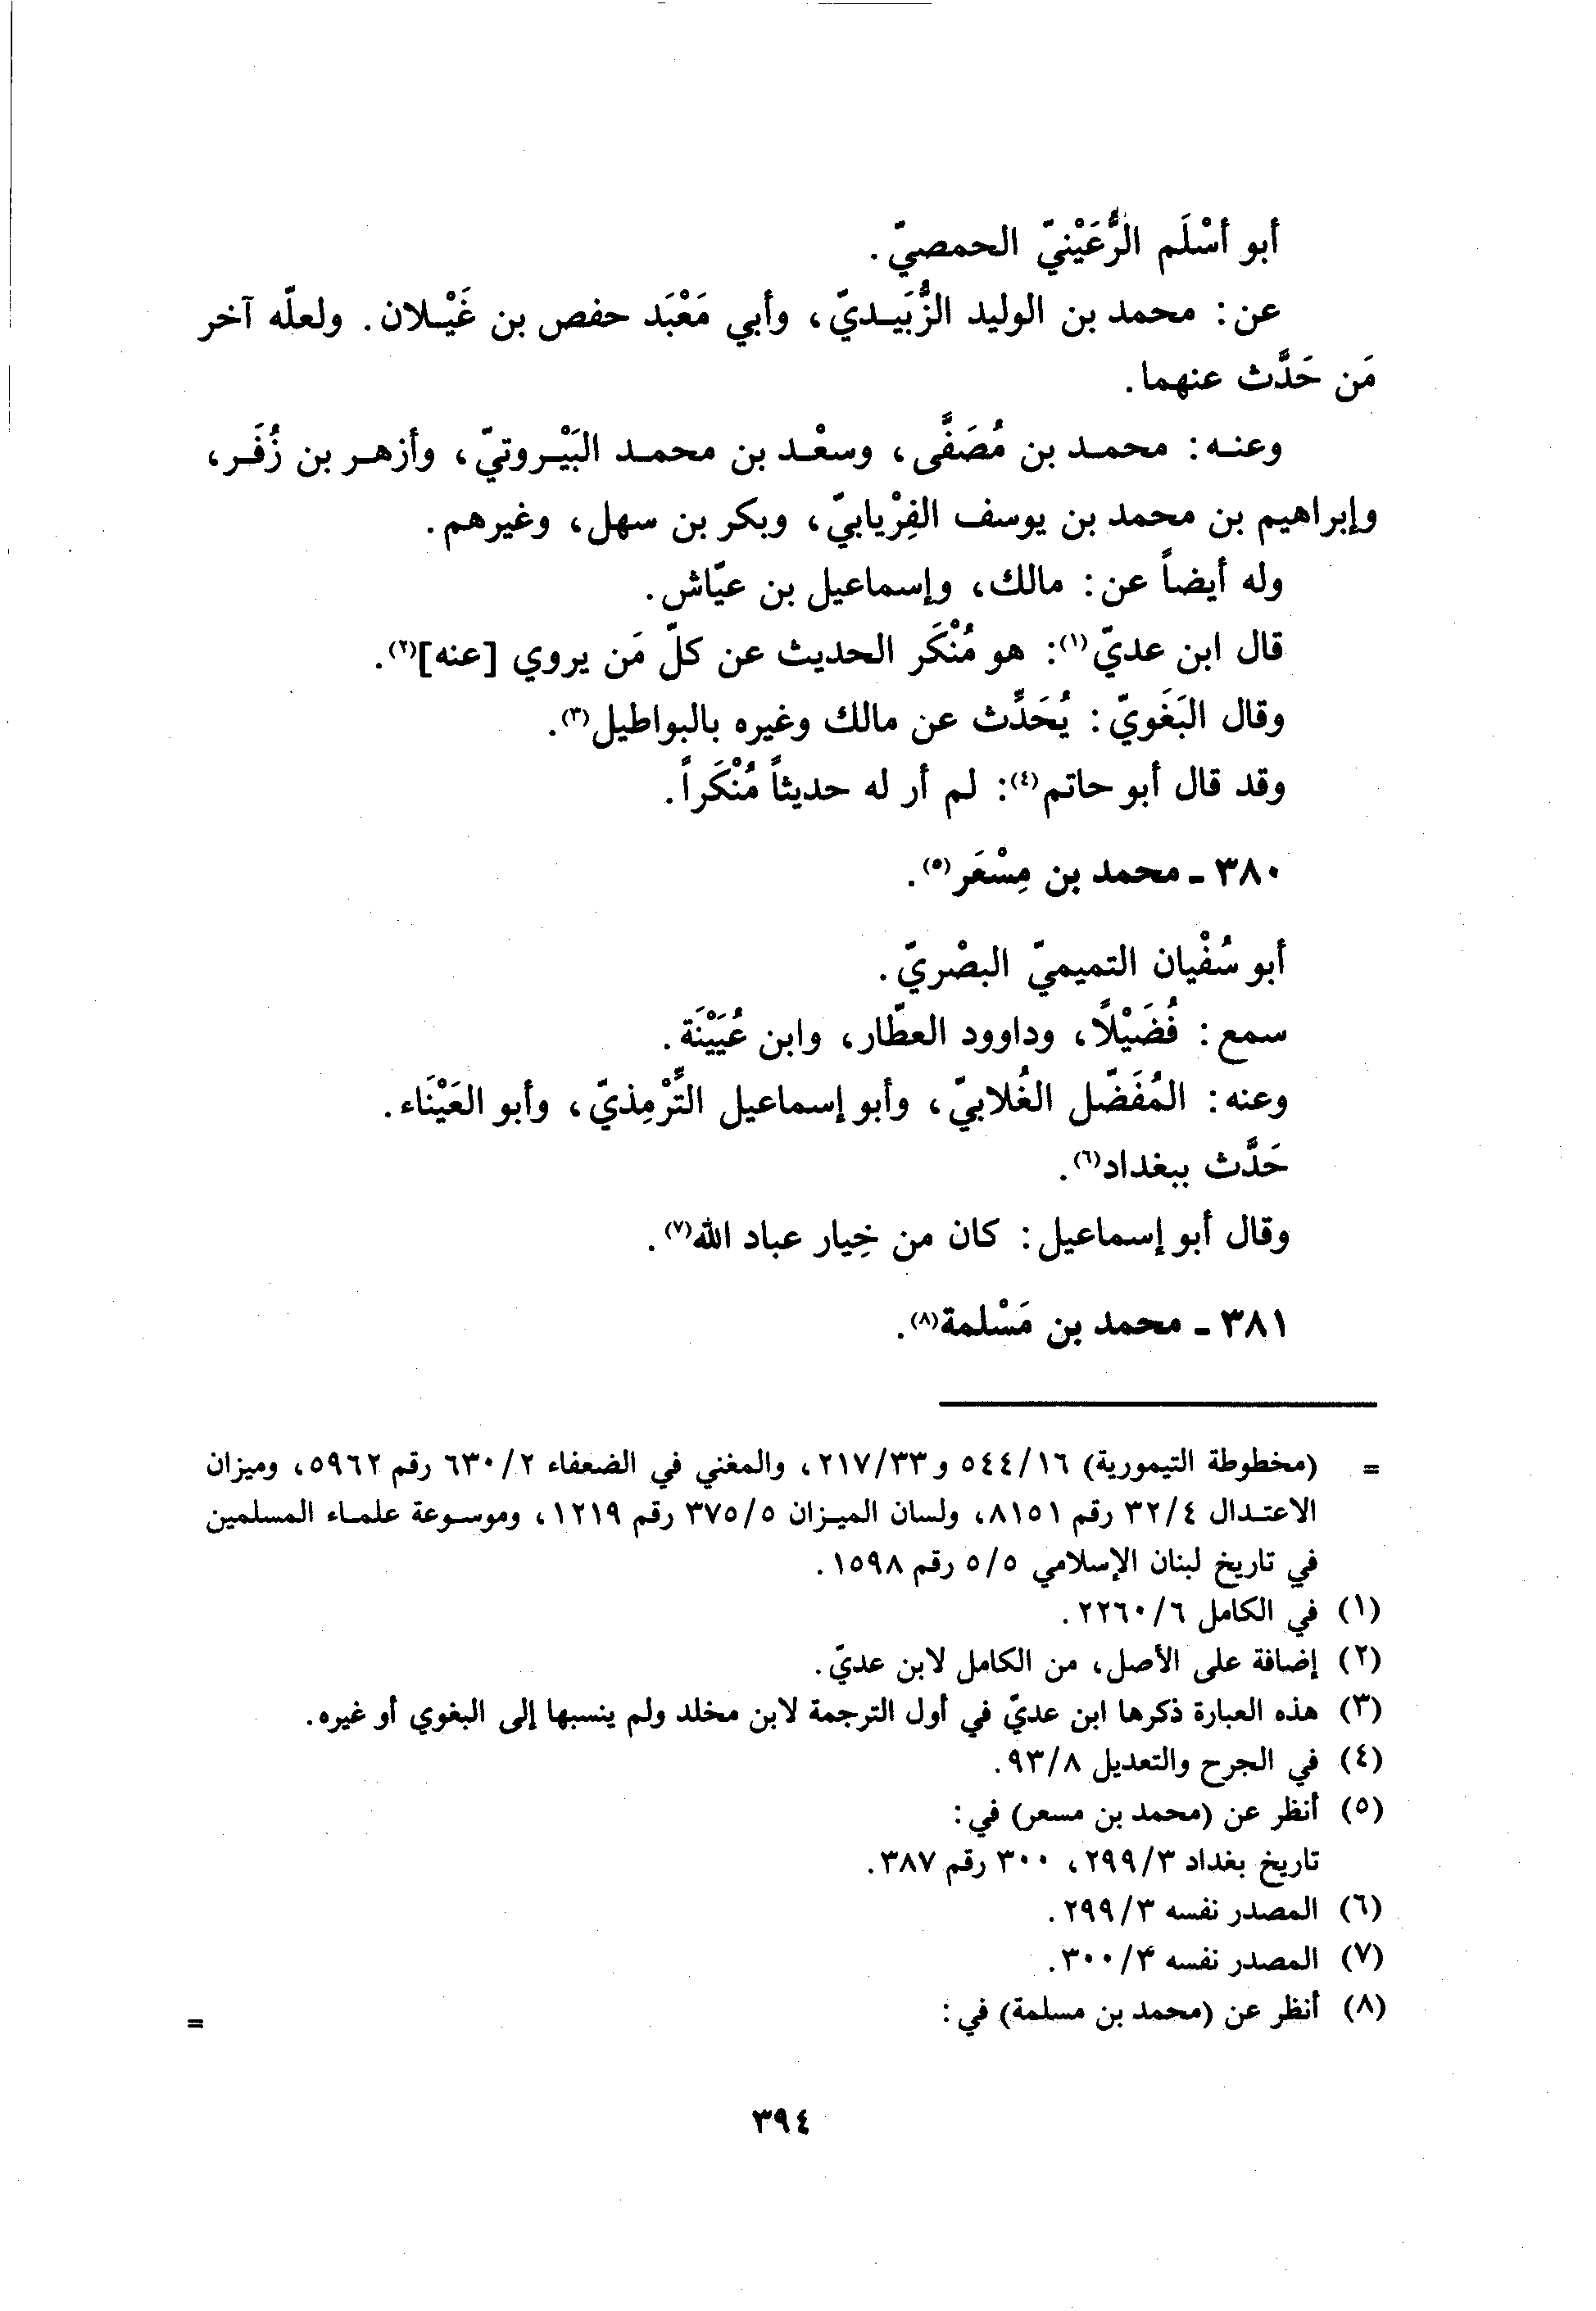 أبو أسْلَم الرُّعَيْنيّ الحمصيّ.
عن: محمد بن الوليد الزُّبَيـديّ، وأبي مَعْبَد حفص بن غَيْـلان. ولعلّه آخر
مَن حَدَّث عنهما.
وعنـه: محمـد بن مُصَفَّى، وسعْـد بن محمـد البَيْـروتيّ، وأزهـر بن زُفَـر،
وإبراهيم بن محمد بن يوسف الفِرْيابيّ، وبكر بن سهل، وغيرهم.
وله أيضاً عن: مالك، وإسماعيل بن عيّاش.
قال ابن عديّ(١): هو مُنْكَر الحديث عن كلّ مَن يروي [عنه](٢).
وقال البَغَويّ: يُحَدِّث عن مالك وغيره بالبواطيل(٣).
وقد قال أبو حاتم(٤): لم أر له حديثاً مُنْكَراً.
٣٨٠ ـ محمد بن مِسْعَر(٥).
أبو سُفْيان التميميّ البصْريّ.
سمع: فُضَيْلًا، وداوود العطّار، وابن عُيَيْنَة.
وعنه: المُفَضّل الغُلابيّ، وأبو إسماعيل التِّرْمِذيّ، وأبو العَيْنَاء.
حَدَّث ببغداد(٦).
وقال أبو إسماعيل: كان من خِيار عباد الله(٧).
٣٨١ ـ محمد بن مَسْلمة(٨).
= (مخطوطة التيمورية) ٥٤٤/١٦ و ٢١٧/٣٣، والمغني في الضعفاء ٦٣٠/٢ رقم ٥٩٦٢، وميزان
الاعتـدال ٣٢/٤ رقم ٨١٥١، ولسان الميـزان ٣٧٥/٥ رقم ١٢١٩، وموسـوعة علمـاء المسلمين
في تاريخ لبنان الإسلامي ٥/٥ رقم ١٥٩٨.
(١) في الكامل ٢٢٦٠/٦.
(٢) إضافة على الأصل، من الكامل لابن عديّ.
(٣) هذه العبارة ذكرها ابن عديّ في أول الترجمة لابن مخلد ولم ينسبها إلى البغوي أو غيره.
(٤) في الجرح والتعديل ٩٣/٨.
(٥) أنظر عن (محمد بن مسعر) في:
تاريخ بغداد ٢٩٩/٣، ٣٠٠ رقم ٣٨٧.
(٦) المصدر نفسه ٢٩٩/٣.
(٧) المصدر نفسه ٣٠٠/٣.
(٨) أنظر عن (محمد بن مسلمة) في: =
٣٩٤